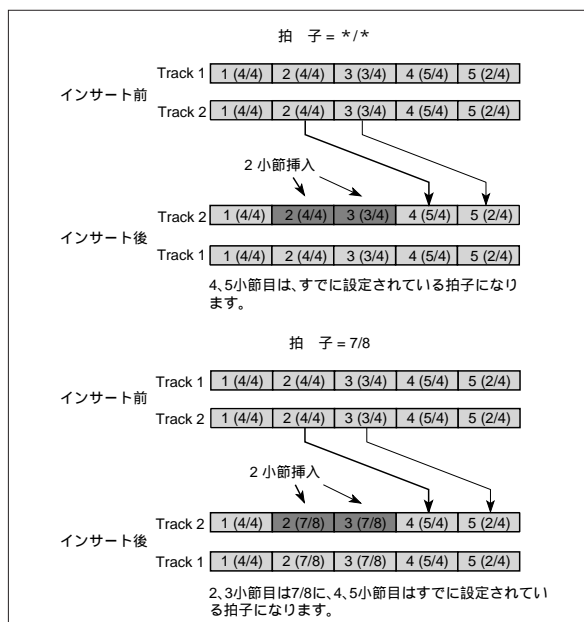 拍　子 = */*
Track 1 1 (4/4) 2 (4/4) 3 (3/4) 4 (5/4) 5 (2/4)
インサート前
Track 2 1 (4/4) 2 (4/4) 3 (3/4) 4 (5/4) 5 (2/4)
2 小節挿入
Track 2 1 (4/4) 2 (4/4) 3 (3/4) 4 (5/4) 5 (2/4)
インサート後
Track 1 1 (4/4) 2 (4/4) 3 (3/4) 4 (5/4) 5 (2/4)
4、5小節目は、すでに設定されている拍子になり
ます。
拍　子 = 7/8
Track 1 1 (4/4) 2 (4/4) 3 (3/4) 4 (5/4) 5 (2/4)
インサート前
Track 2 1 (4/4) 2 (4/4) 3 (3/4) 4 (5/4) 5 (2/4)
2 小節挿入
Track 2 1 (4/4) 2 (7/8) 3 (7/8) 4 (5/4) 5 (2/4)
インサート後
Track 1 1 (4/4) 2 (7/8) 3 (7/8) 4 (5/4) 5 (2/4)
2、3小節目は7/8に、4、5小節目はすでに設定されてい
る拍子になります。